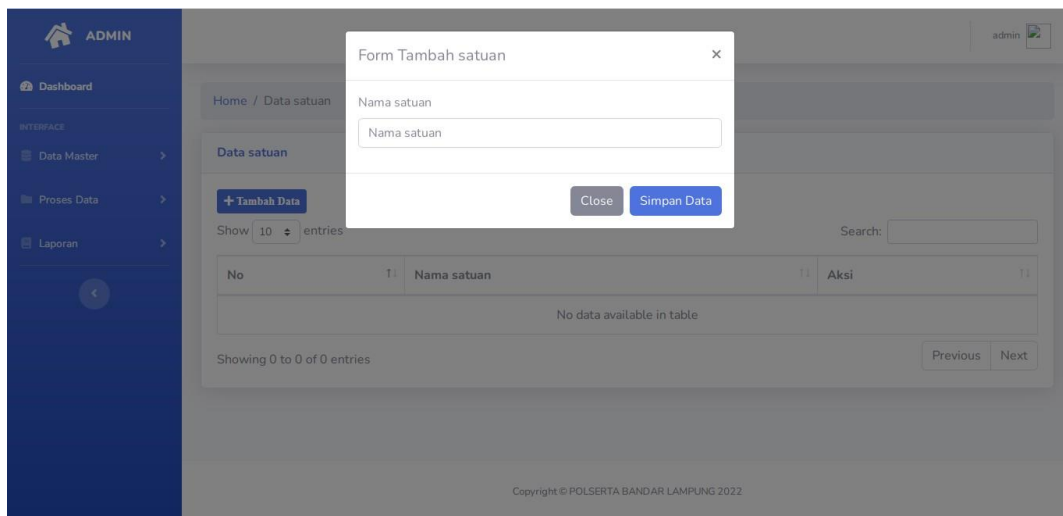 ADMIN
admin
Dashboard
INTERFACE
Data Master
Proses Data
Laporan
Form Tambah satuan
×
Nama satuan
Nama satuan
Close
Simpan Data
Home / Data satuan
Data satuan
+ Tambah Data
Show 10 entries
Search:
No
Nama satuan
Aksi
No data available in table
Showing 0 to 0 of 0 entries
Previous
Next
Copyright © POLSERTA BANDAR LAMPUNG 2022